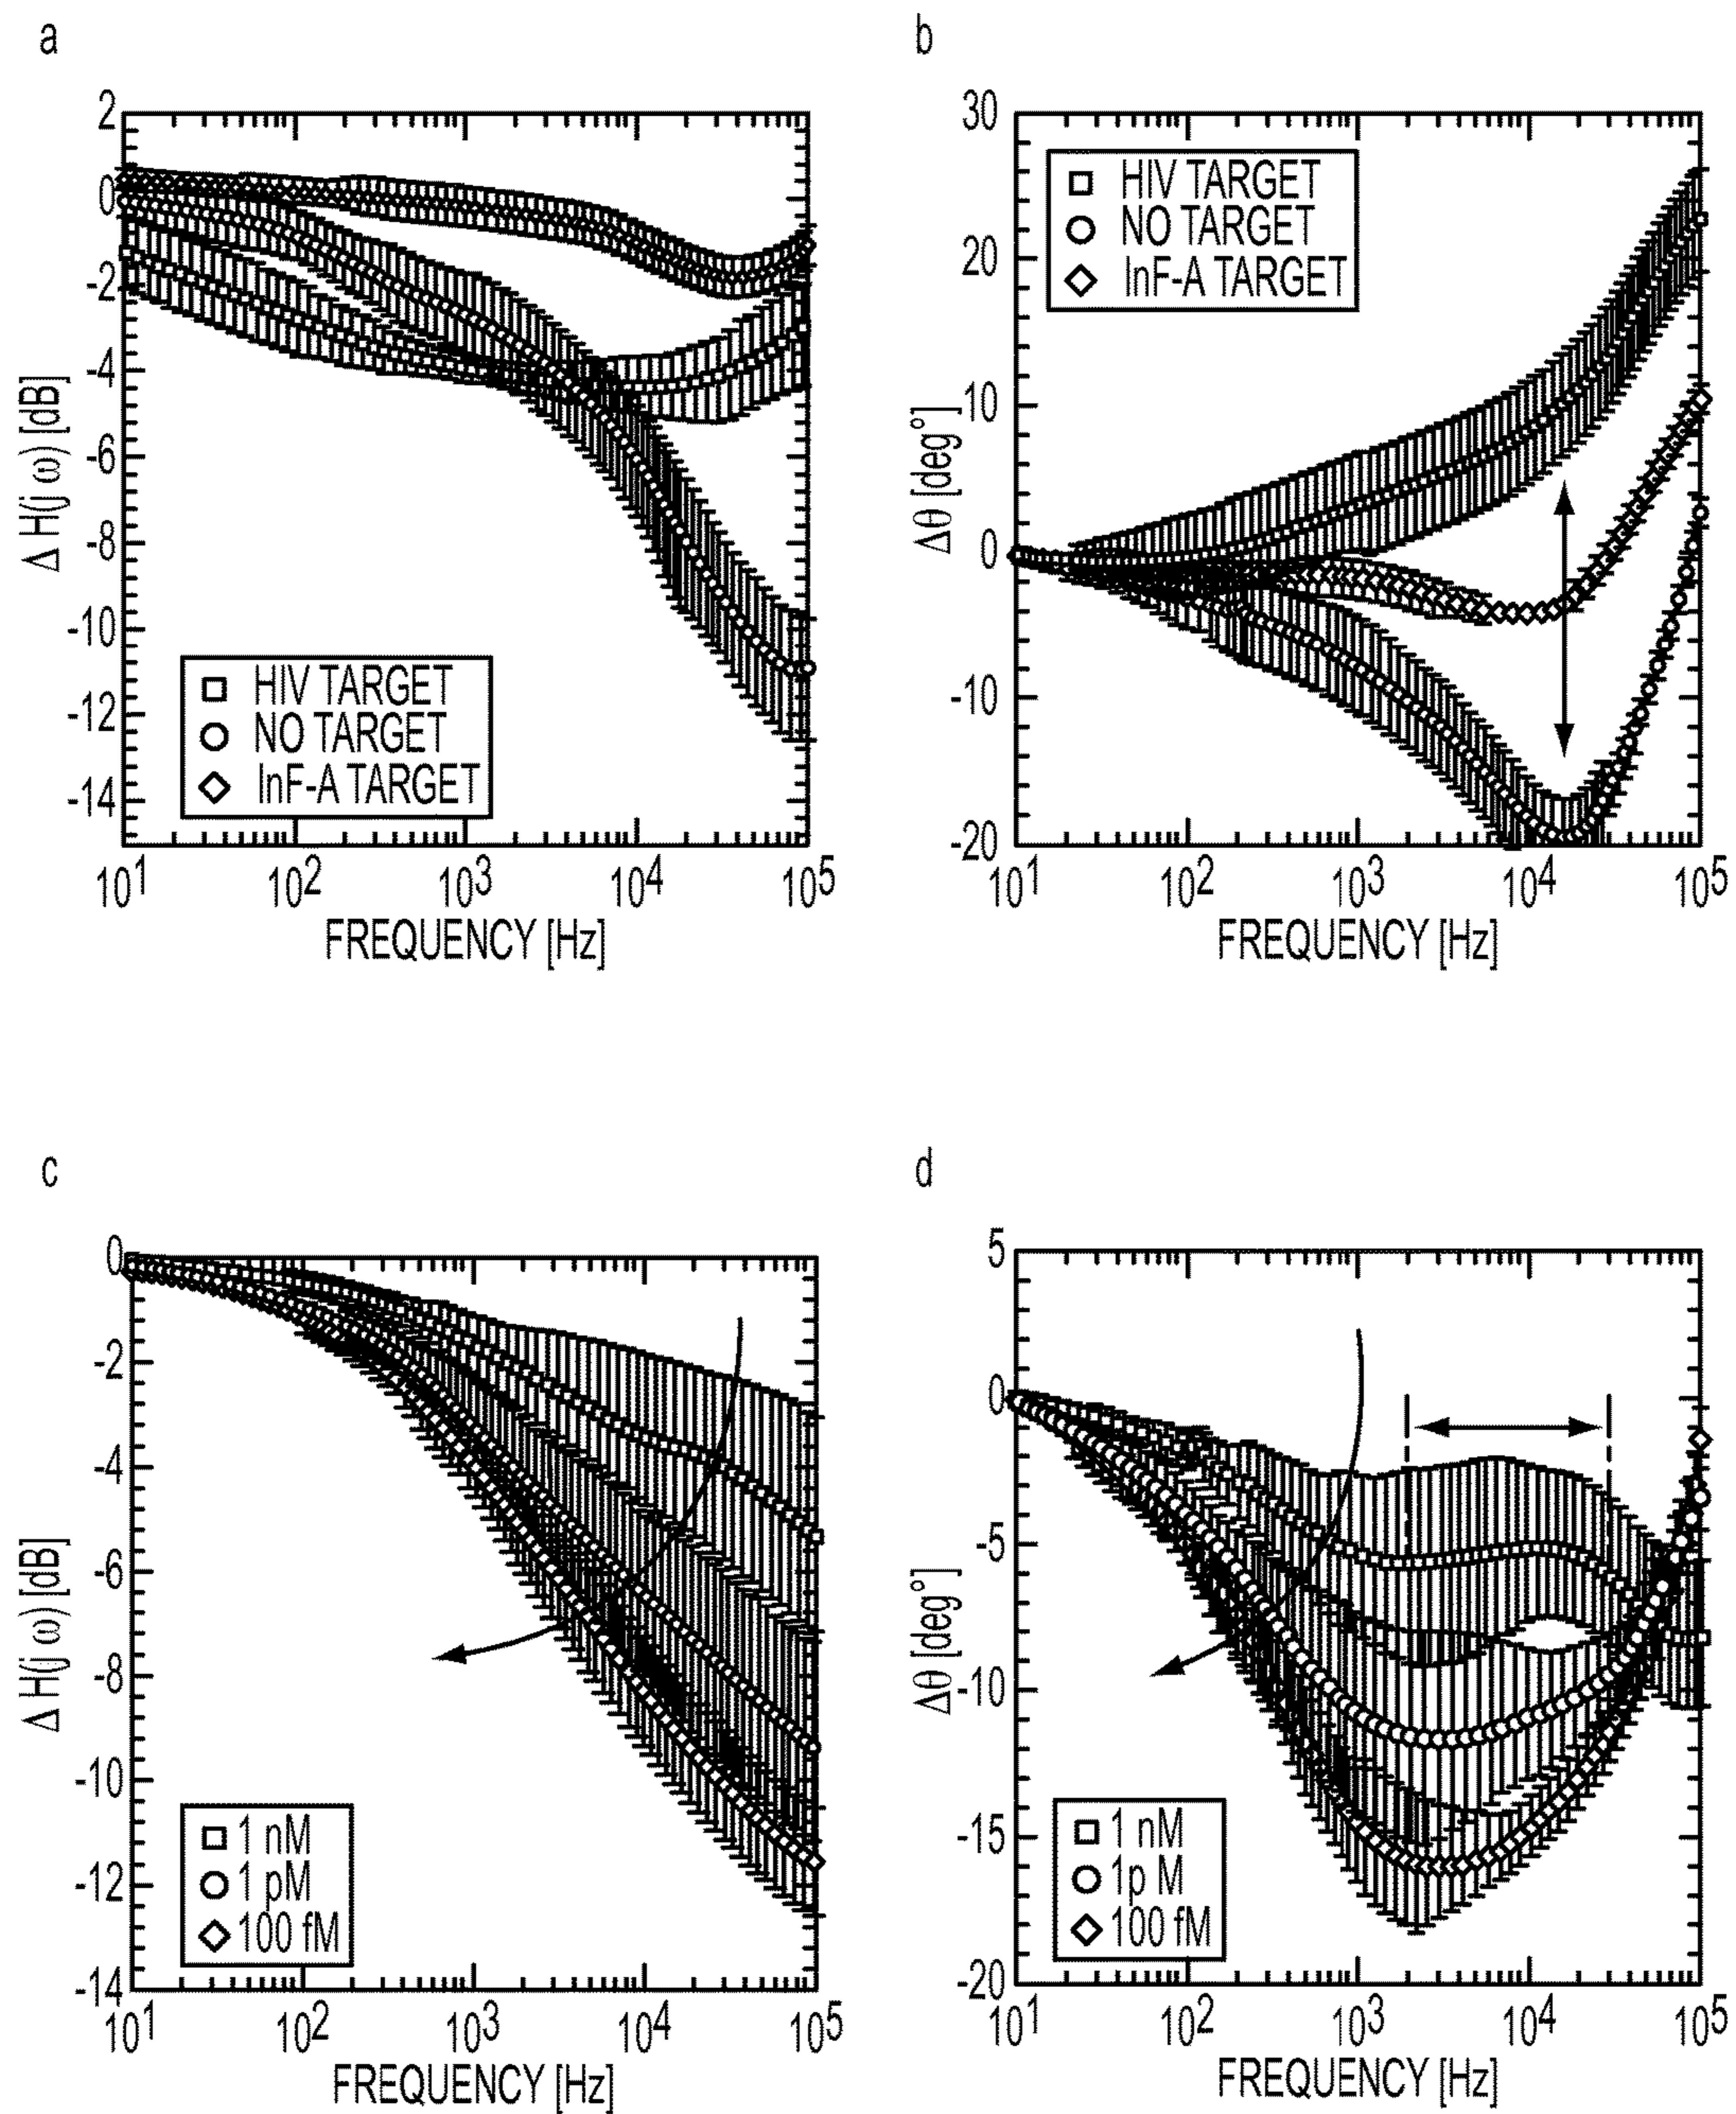 a
2
0
-2
-4
-6
-8
-10
-12
-14
Δ H(j ω) [dB]
HIV TARGET
NO TARGET
InF-A TARGET
10¹ 10² 10³ 10⁴ 10⁵
FREQUENCY [Hz]
b
30
20
10
0
-10
-20
Δθ [deg°]
HIV TARGET
NO TARGET
InF-A TARGET
10¹ 10² 10³ 10⁴ 10⁵
FREQUENCY [Hz]
c
0
-2
-4
-6
-8
-10
-12
-14
Δ H(j ω) [dB]
1 nM
1 pM
100 fM
10¹ 10² 10³ 10⁴ 10⁵
FREQUENCY [Hz]
d
5
0
-5
-10
-15
-20
Δθ [deg°]
1 nM
1p M
100 fM
10¹ 10² 10³ 10⁴ 10⁵
FREQUENCY [Hz]